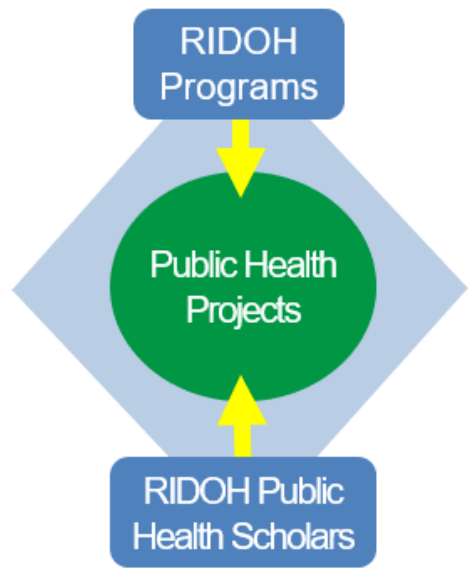 RIDOH
Programs
Public Health
Projects
RIDOH Public
Health Scholars